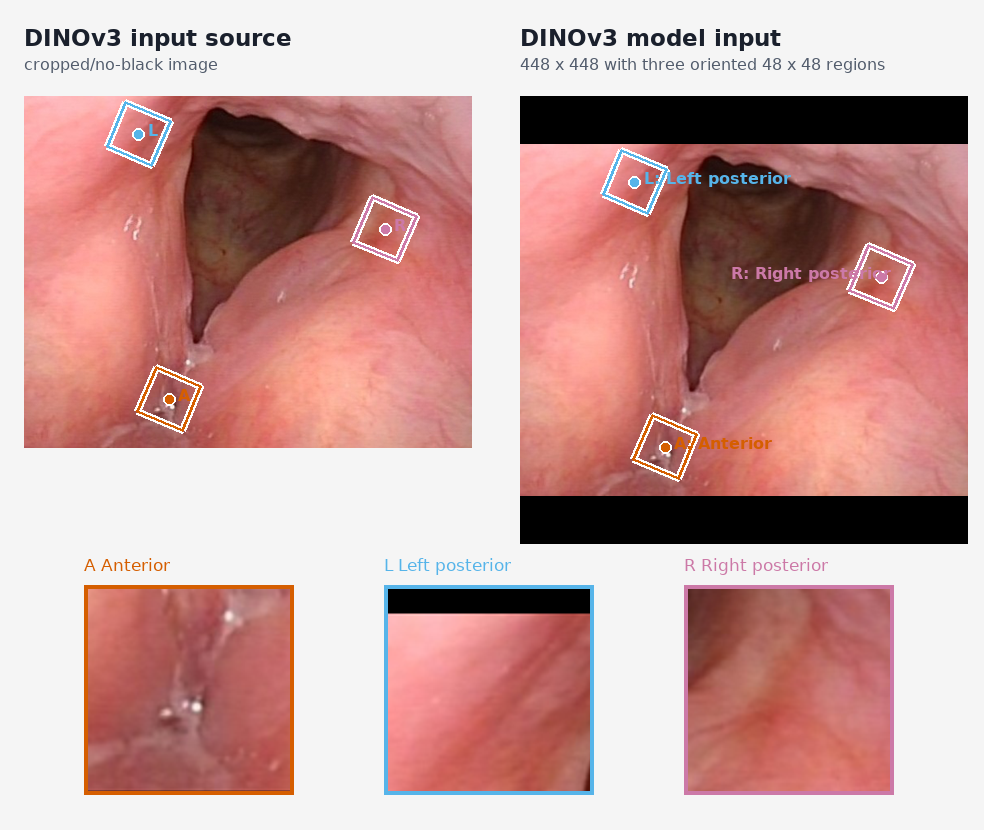 DINOv3 input source
cropped/no-black image
L
R
A
DINOv3 model input
448 x 448 with three oriented 48 x 48 regions
L: Left posterior
R: Right posterior
A: Anterior
A Anterior
L Left posterior
R Right posterior